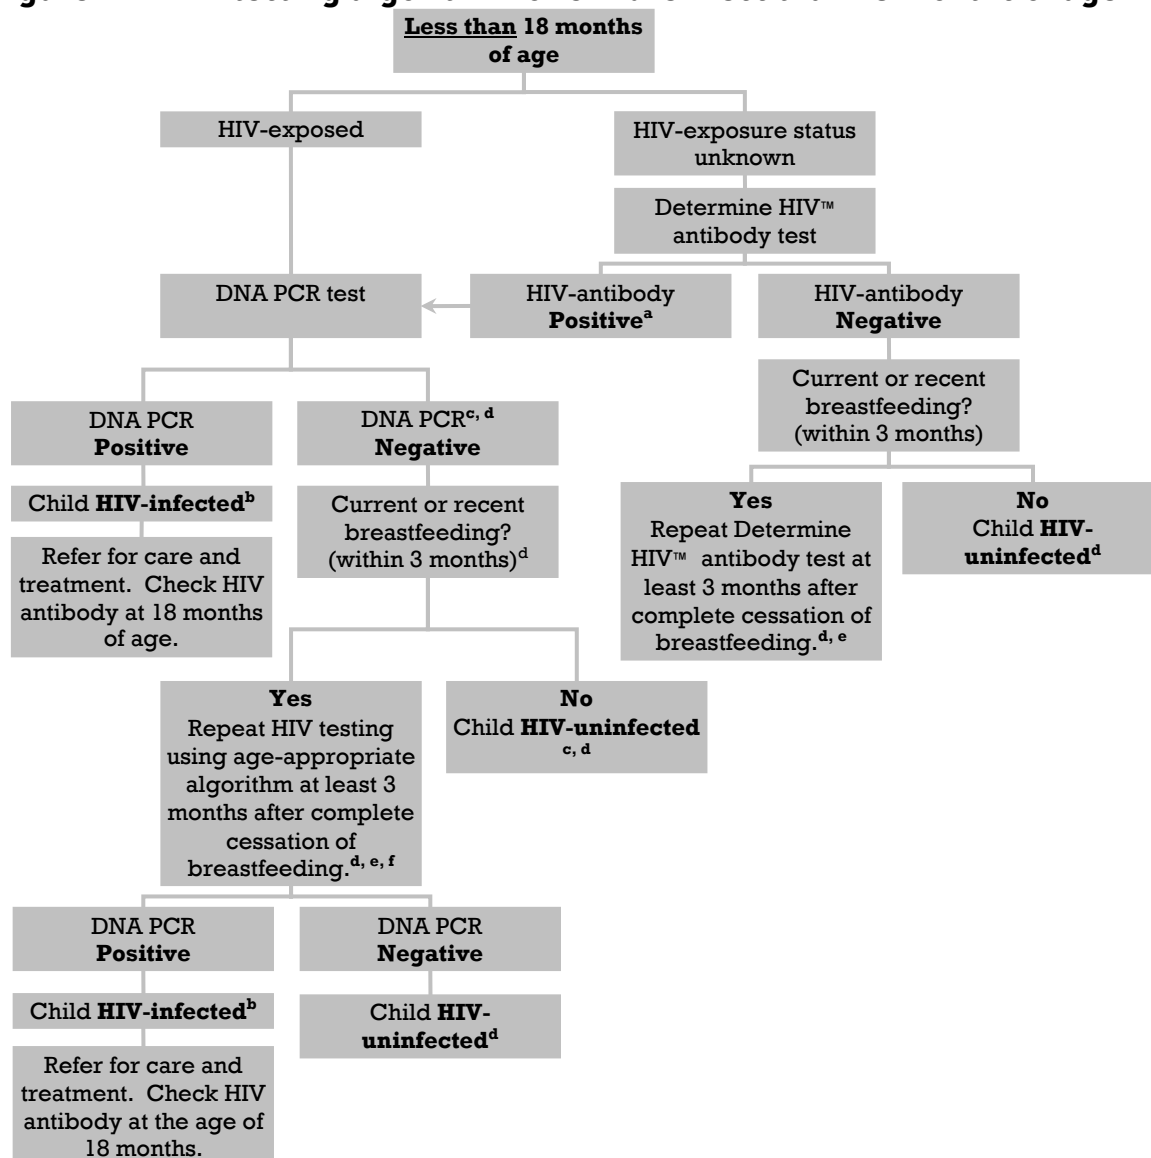 Less than 18 months
of age
HIV-exposed
HIV-exposure status
unknown
Determine HIV™
antibody test
DNA PCR test
HIV-antibody
Positiveᵃ
HIV-antibody
Negative
Current or recent
breastfeeding?
(within 3 months)
DNA PCR
Positive
DNA PCRᶜ, ᵈ
Negative
Child HIV-infectedᵇ
Current or recent
breastfeeding?
(within 3 months)ᵈ
Yes
Repeat Determine
HIV™ antibody test at
least 3 months after
complete cessation of
breastfeeding.ᵈ, ᵉ
No
Child HIV-
uninfectedᵈ
Refer for care and
treatment. Check HIV
antibody at 18 months
of age.
Yes
Repeat HIV testing
using age-appropriate
algorithm at least 3
months after complete
cessation of
breastfeeding.ᵈ, ᵉ, ᶠ
No
Child HIV-uninfected
ᶜ, ᵈ
DNA PCR
Positive
DNA PCR
Negative
Child HIV-infectedᵇ
Child HIV-
uninfectedᵈ
Refer for care and
treatment. Check HIV
antibody at the age of
18 months.